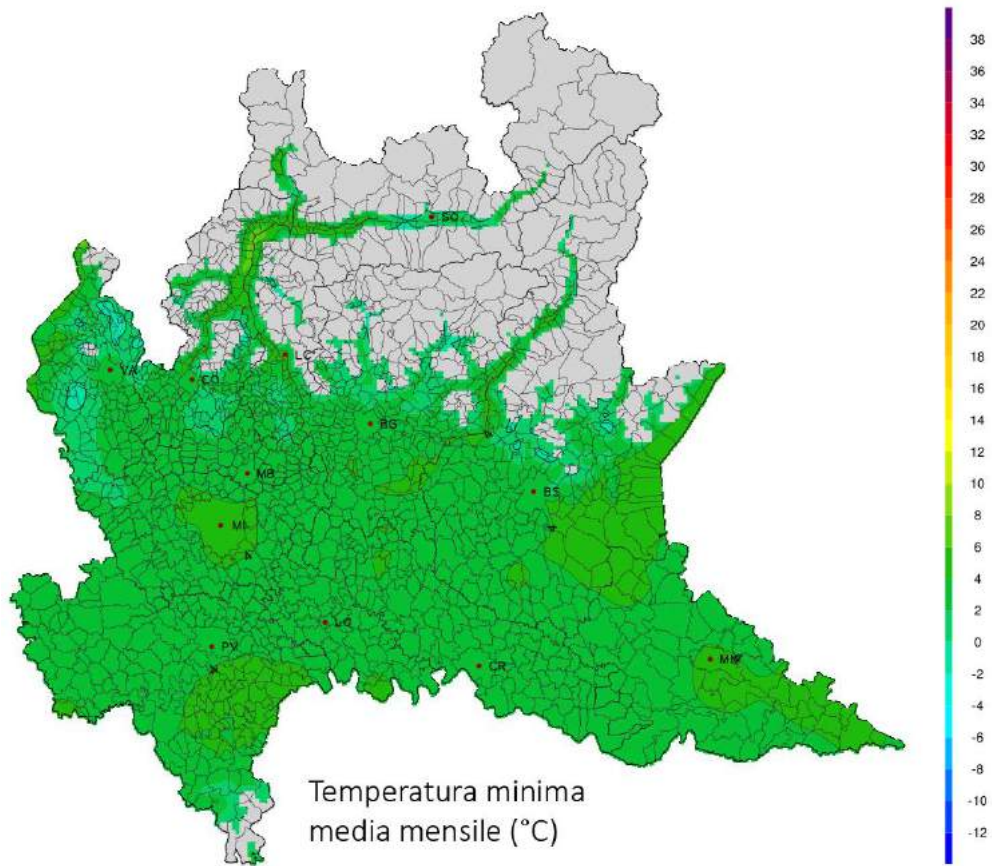 38
36
34
32
30
28
26
24
22
20
18
16
14
12
10
8
6
4
2
0
-2
-4
-6
-8
-10
-12
SO
LC
VA
CO
BG
MB
BS
MI
LO
PV
CR
MN
Temperatura minima
media mensile (°C)